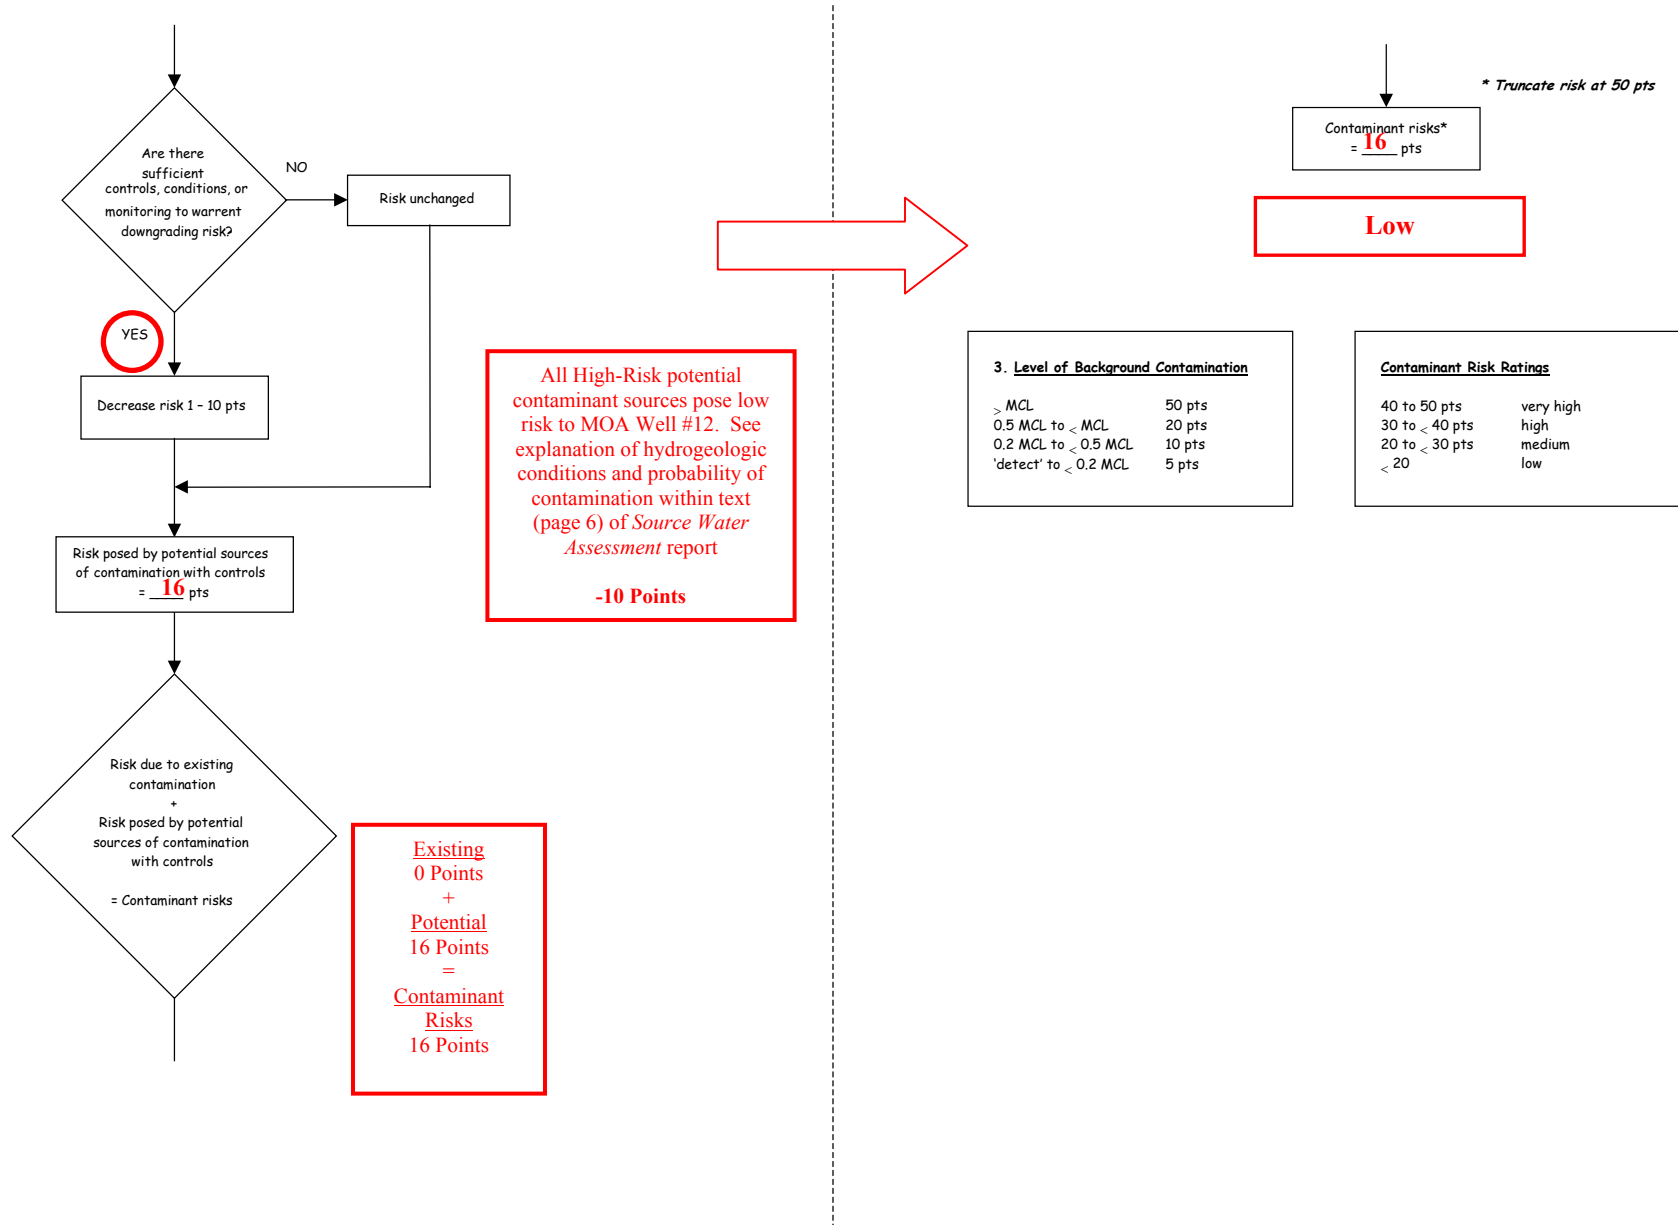 Are there
sufficient
controls, conditions, or
monitoring to warrent
downgrading risk?
NO
Risk unchanged
YES
Decrease risk 1 – 10 pts
Risk posed by potential sources
of contamination with controls
= 16 pts
Risk due to existing
contamination
+
Risk posed by potential
sources of contamination
with controls
= Contaminant risks
All High-Risk potential
contaminant sources pose low
risk to MOA Well #12. See
explanation of hydrogeologic
conditions and probability of
contamination within text
(page 6) of Source Water
Assessment report
-10 Points
Existing
0 Points
+
Potential
16 Points
=
Contaminant
Risks
16 Points
* Truncate risk at 50 pts
Contaminant risks*
= 16 pts
Low
3. Level of Background Contamination
> MCL 50 pts
0.5 MCL to < MCL 20 pts
0.2 MCL to < 0.5 MCL 10 pts
‘detect’ to < 0.2 MCL 5 pts
Contaminant Risk Ratings
40 to 50 pts very high
30 to < 40 pts high
20 to < 30 pts medium
< 20 low